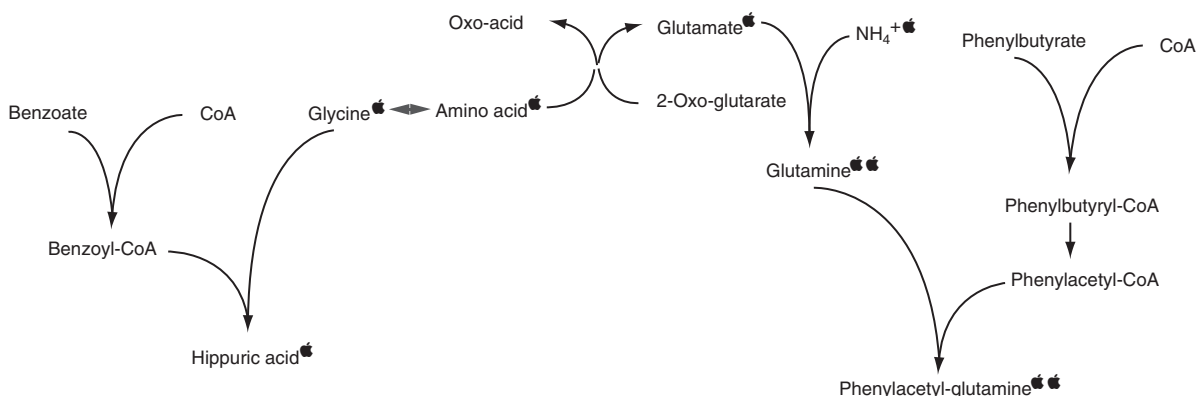 Oxo-acid
Glutamate
NH₄⁺
Phenylbutyrate
CoA
Benzoate
CoA
Glycine
Amino acid
2-Oxo-glutarate
Glutamine
Phenylbutyryl-CoA
Benzoyl-CoA
Phenylacetyl-CoA
Hippuric acid
Phenylacetyl-glutamine